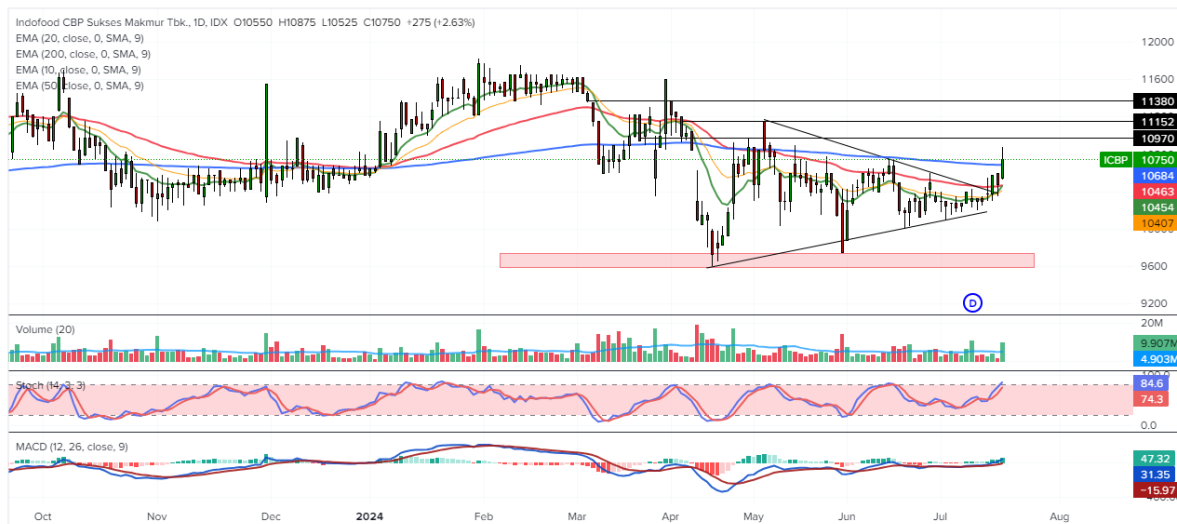 Indofood CBP Sukses Makmur Tbk., 1D, IDX O10550 H10875 L10525 C10750 +275 (+2.63%)
EMA (20, close, 0, SMA, 9)
EMA (200, close, 0, SMA, 9)
EMA (10, close, 0, SMA, 9)
EMA (50, close, 0, SMA, 9)
12000
11600
11380
11152
10970
ICBP 10750
10684
10463
10454
10407
9600
9200
D
Volume (20)
20M
9.907M
4.903M
Stoch (14, 3, 3)
84.6
74.3
0.0
MACD (12, 26, close, 9)
47.32
31.35
−15.97
Oct Nov Dec 2024 Feb Mar Apr May Jun Jul Aug